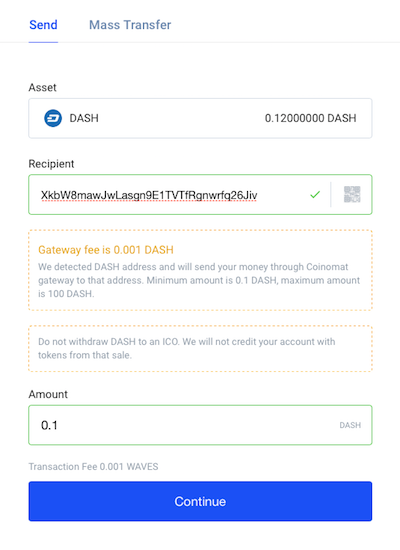 Send Mass Transfer
Asset
DASH 0.12000000 DASH
Recipient
XkbW8mawJwLasgn9E1TVTfRgnwrfq26Jiv
Gateway fee is 0.001 DASH
We detected DASH address and will send your money through Coinomat
gateway to that address. Minimum amount is 0.1 DASH, maximum amount
is 100 DASH.
Do not withdraw DASH to an ICO. We will not credit your account with
tokens from that sale.
Amount
0.1 DASH
Transaction Fee 0.001 WAVES
Continue